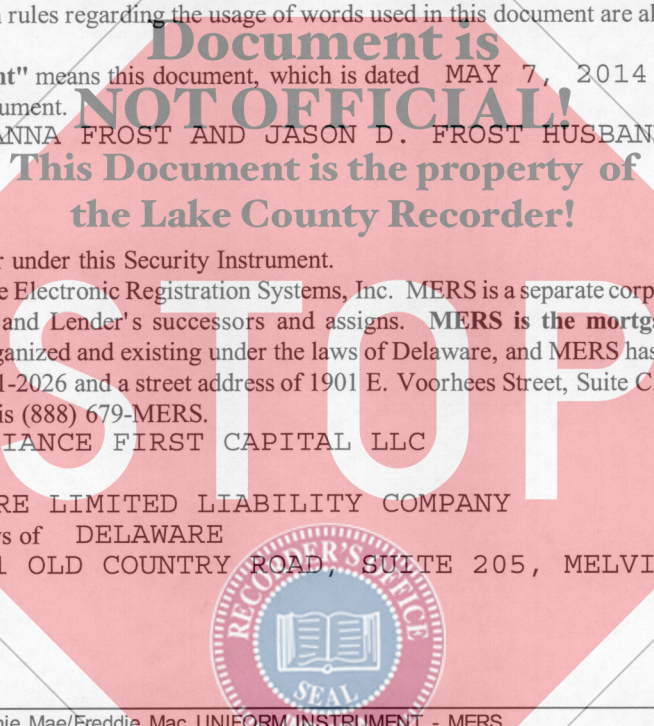 n rules regarding the usage of words used in this document are al
Document is
nt" means this document, which is dated MAY 7, 2014
ument.
NOT OFFICIAL!
ANNA FROST AND JASON D. FROST HUSBAN
This Document is the property of
the Lake County Recorder!
r under this Security Instrument.
e Electronic Registration Systems, Inc. MERS is a separate corp
and Lender's successors and assigns. MERS is the mortga
ganized and existing under the laws of Delaware, and MERS has
1-2026 and a street address of 1901 E. Voorhees Street, Suite C
is (888) 679-MERS.
STOP
IANCE FIRST CAPITAL LLC
RE LIMITED LIABILITY COMPANY
ws of DELAWARE
1 OLD COUNTRY ROAD, SUITE 205, MELVI
RECORDER'S OFFICE
SEAL
nie Mae/Freddie Mac UNIFORM INSTRUMENT - MERS